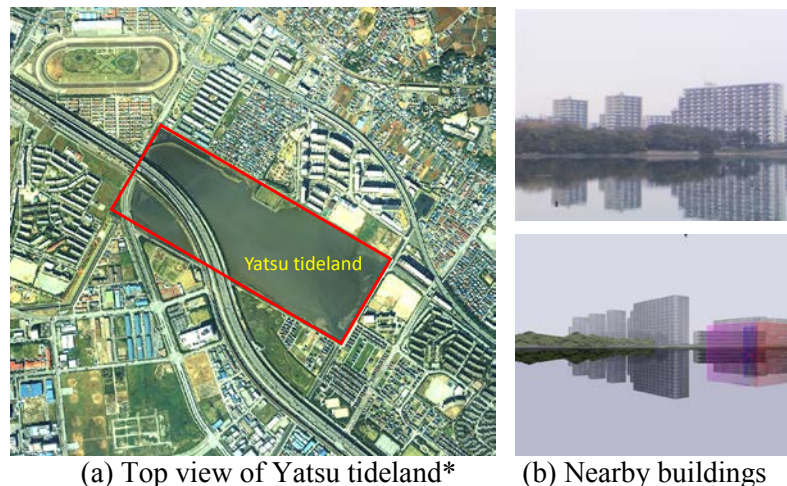 Yatsu tideland
(a) Top view of Yatsu tideland*
(b) Nearby buildings